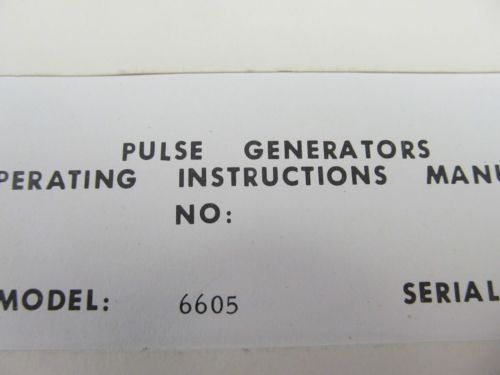 PULSE GENERATORS
PERATING INSTRUCTIONS MANU
NO:
MODEL: 6605 SERIAL